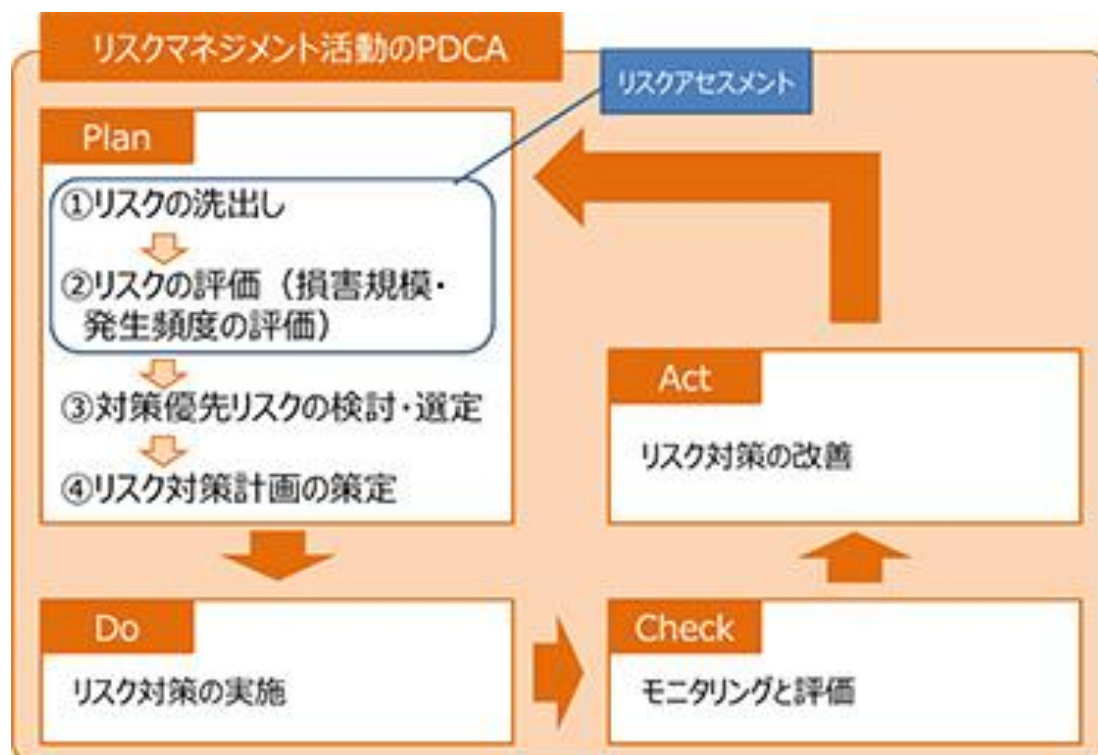 リスクマネジメント活動のPDCA
リスクアセスメント
Plan
①リスクの洗出し
②リスクの評価（損害規模・
発生頻度の評価）
③対策優先リスクの検討・選定
④リスク対策計画の策定
Do
リスク対策の実施
Check
モニタリングと評価
Act
リスク対策の改善